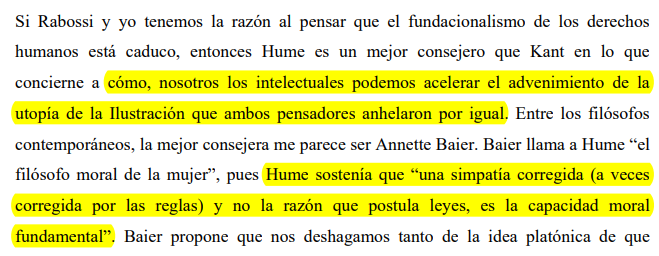 Si Rabossi y yo tenemos la razón al pensar que el fundacionalismo de los derechos
humanos está caduco, entonces Hume es un mejor consejero que Kant en lo que
concierne a cómo, nosotros los intelectuales podemos acelerar el advenimiento de la
utopía de la Ilustración que ambos pensadores anhelaron por igual. Entre los filósofos
contemporáneos, la mejor consejera me parece ser Annette Baier. Baier llama a Hume “el
filósofo moral de la mujer”, pues Hume sostenía que “una simpatía corregida (a veces
corregida por las reglas) y no la razón que postula leyes, es la capacidad moral
fundamental”. Baier propone que nos deshagamos tanto de la idea platónica de que